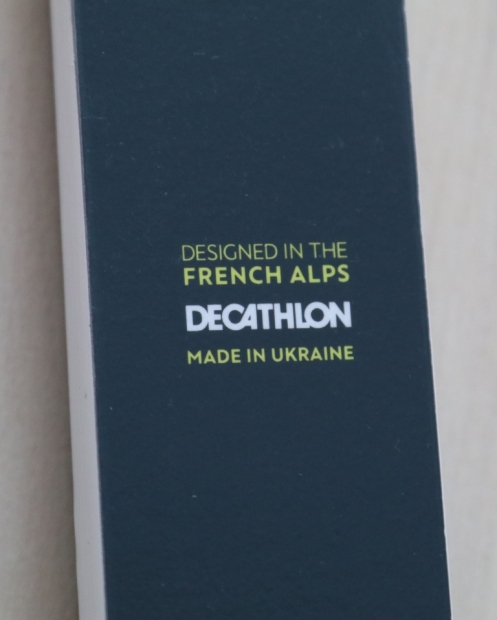 DESIGNED IN THE
FRENCH ALPS
DECATHLON
MADE IN UKRAINE